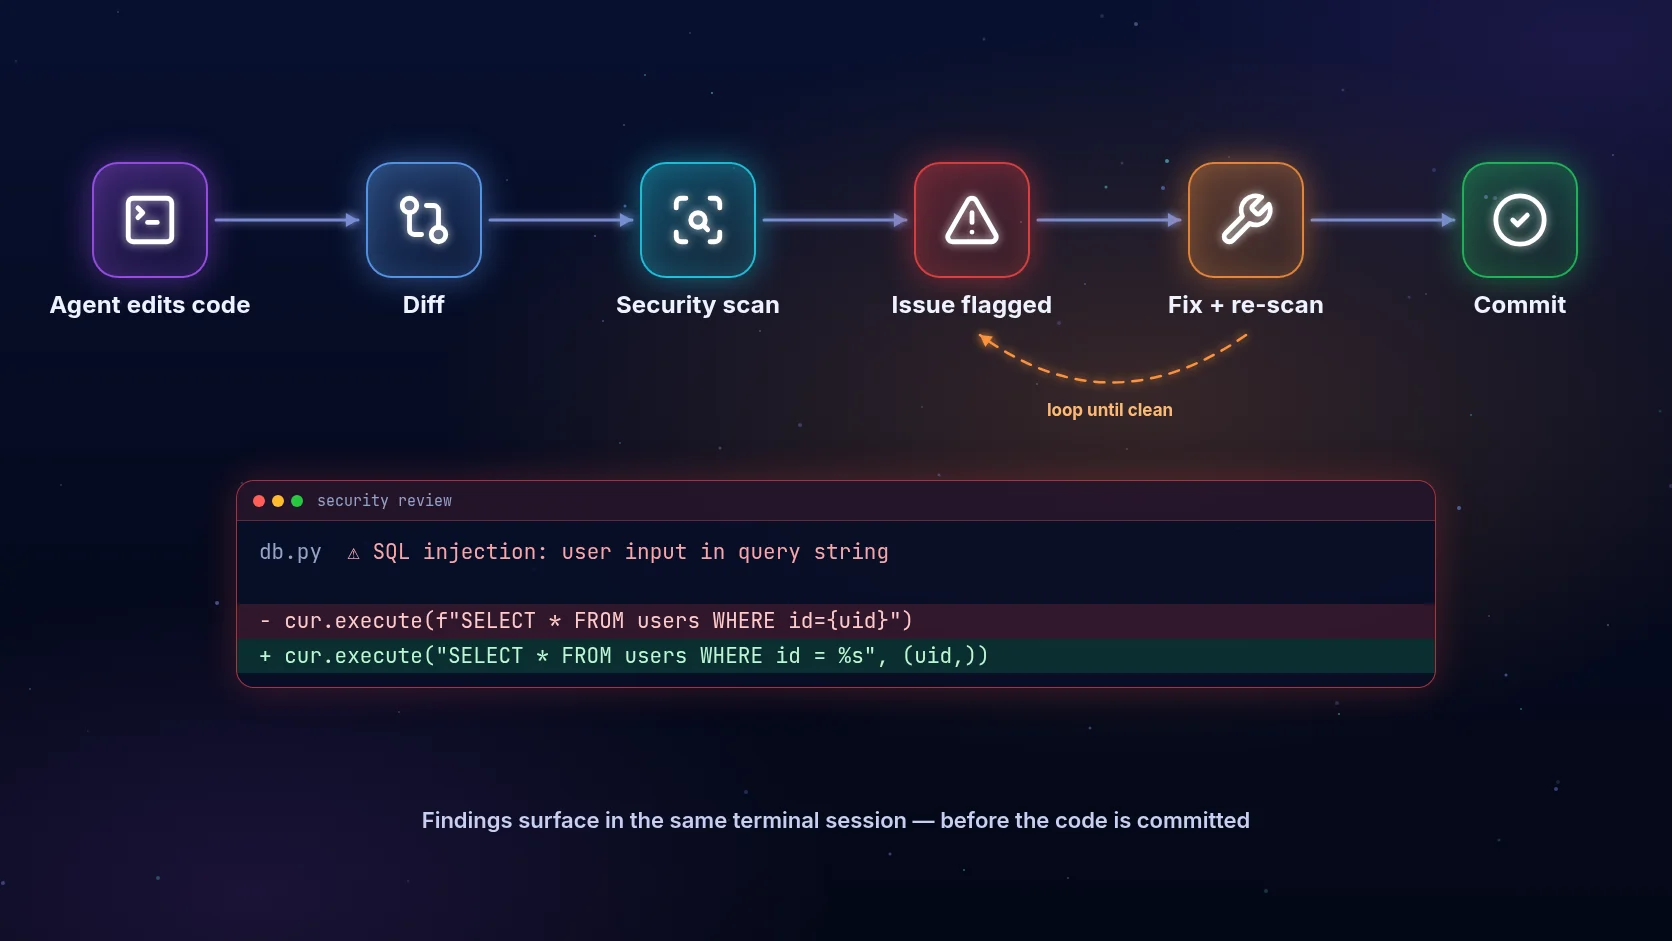 Agent edits code
Diff
Security scan
Issue flagged
Fix + re-scan
Commit
loop until clean
security review
db.py ⚠ SQL injection: user input in query string
- cur.execute(f"SELECT * FROM users WHERE id={uid}")
+ cur.execute("SELECT * FROM users WHERE id = %s", (uid,))
Findings surface in the same terminal session — before the code is committed